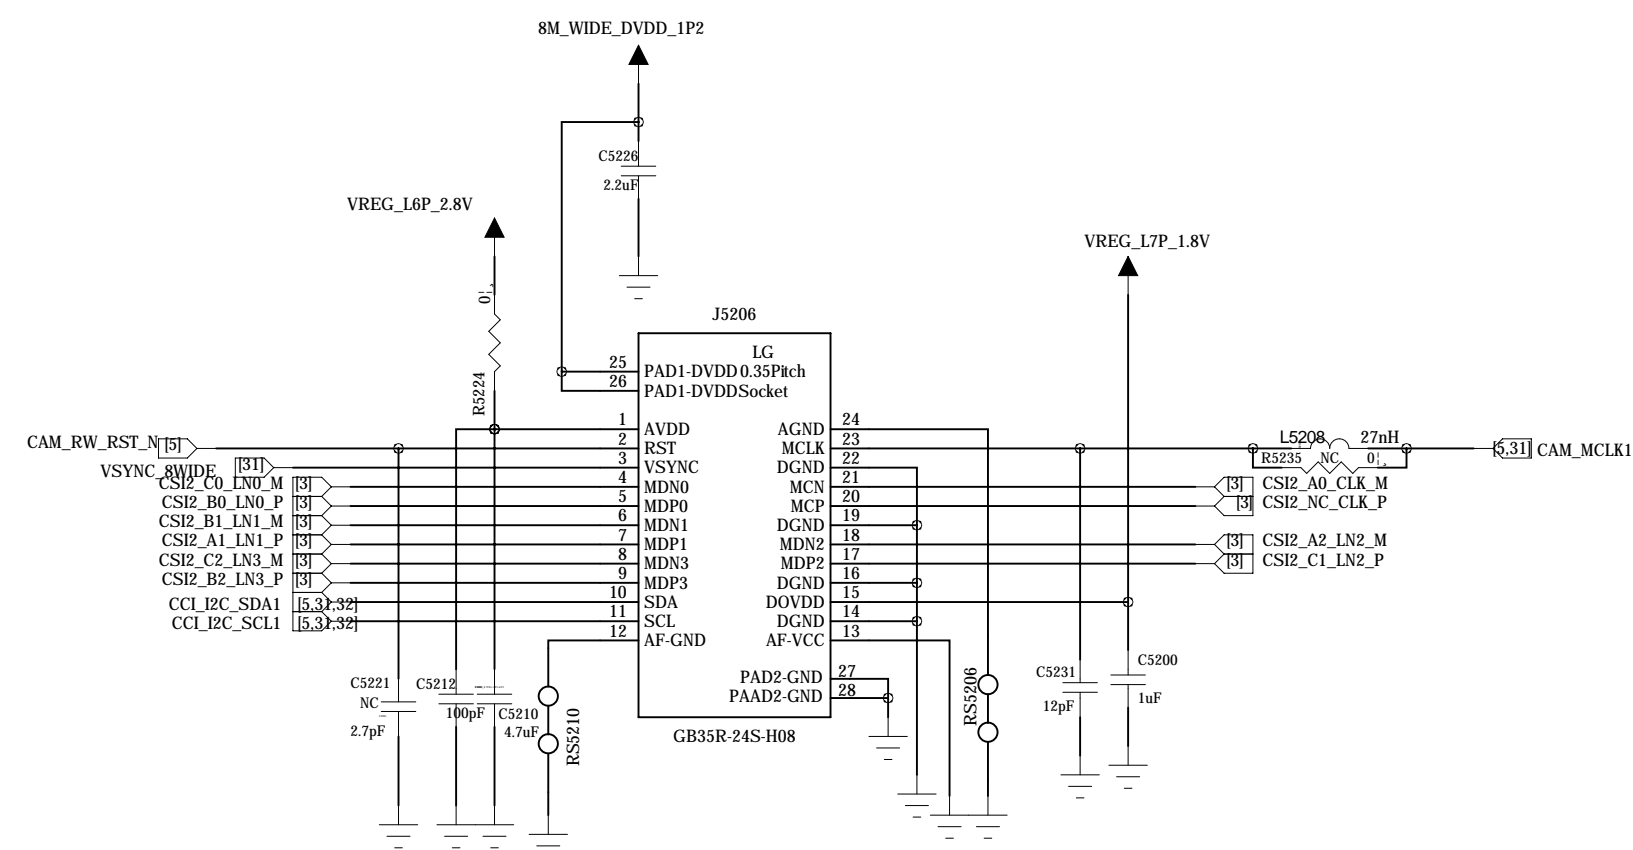 8M_WIDE_DVDD_1P2
C5226
2.2uF
VREG_L6P_2.8V
VREG_L7P_1.8V
0
R5224
J5206
LG
25 PAD1-DVDD 0.35Pitch
26 PAD1-DVDD Socket
1 AVDD
2 RST
3 VSYNC
4 MDN0
5 MDP0
6 MDN1
7 MDP1
8 MDN3
9 MDP3
10 SDA
11 SCL
12 AF-GND
AGND 24
MCLK 23
DGND 22
MCN 21
MCP 20
DGND 19
MDN2 18
MDP2 17
DGND 16
DOVDD 15
DGND 14
AF-VCC 13
PAD2-GND 27
PAAD2-GND 28
GB35R-24S-H08
CAM_RW_RST_N [5]
VSYNC_8WIDE [31]
CSI2_C0_LN0_M [3]
CSI2_B0_LN0_P [3]
CSI2_B1_LN1_M [3]
CSI2_A1_LN1_P [3]
CSI2_C2_LN3_M [3]
CSI2_B2_LN3_P [3]
CCI_I2C_SDA1 [5,31,32]
CCI_I2C_SCL1 [5,31,32]
L5208 27nH
R5235 NC 0
[5,31] CAM_MCLK1
[3] CSI2_A0_CLK_M
[3] CSI2_NC_CLK_P
[3] CSI2_A2_LN2_M
[3] CSI2_C1_LN2_P
C5221
NC
2.7pF
C5212
100pF
C5210
4.7uF
RS5210
RS5206
C5231
12pF
C5200
1uF